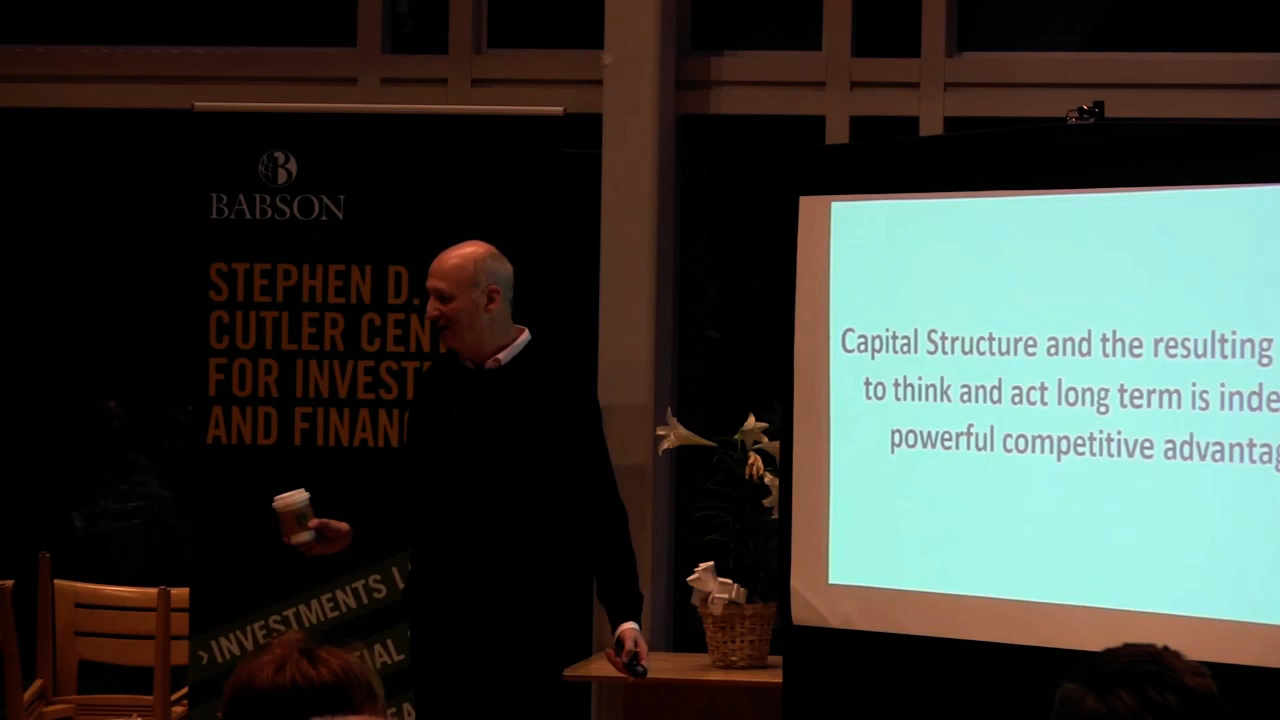 BABSON
STEPHEN D.
CUTLER CEN
FOR INVEST
AND FINAN
›INVESTMENTS L
Capital Structure and the resulting
to think and act long term is inde
powerful competitive advantag